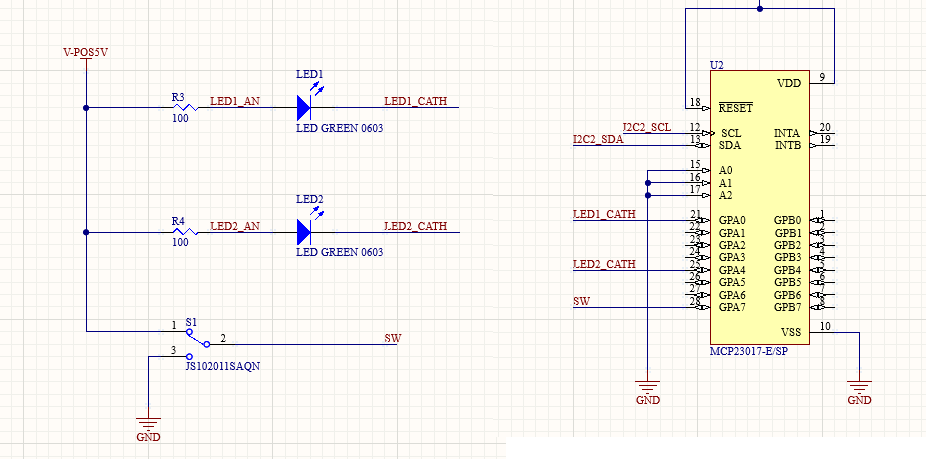 V-POS5V
LED1
R3
LED1_AN
LED1_CATH
100
LED GREEN 0603
LED2
R4
LED2_AN
LED2_CATH
100
LED GREEN 0603
S1
1
2
SW
3
JS102011SAQN
GND
U2
VDD
9
18
RESET
I2C2_SCL
12
SCL
INTA
20
I2C2_SDA
13
SDA
INTB
19
15
A0
16
A1
17
A2
LED1_CATH
21
GPA0
GPB0
1
22
GPA1
GPB1
2
23
GPA2
GPB2
3
24
GPA3
GPB3
4
LED2_CATH
25
GPA4
GPB4
5
26
GPA5
GPB5
6
27
GPA6
GPB6
7
SW
28
GPA7
GPB7
8
VSS
10
MCP23017-E/SP
GND
GND